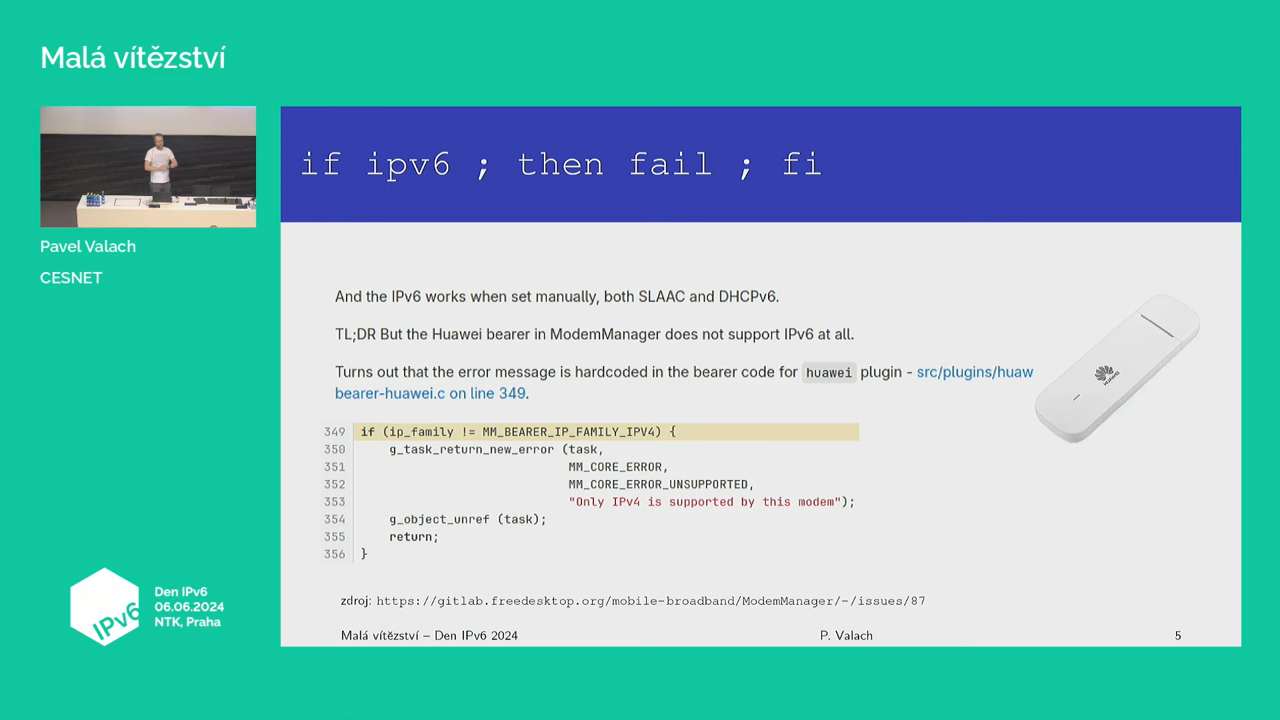 Malá vítězství
Pavel Valach
CESNET
if ipv6 ; then fail ; fi
And the IPv6 works when set manually, both SLAAC and DHCPv6.
TL;DR But the Huawei bearer in ModemManager does not support IPv6 at all.
Turns out that the error message is hardcoded in the bearer code for huawei plugin - src/plugins/huaw
bearer-huawei.c on line 349.
HUAWEI
349 if (ip_family != MM_BEARER_IP_FAMILY_IPV4) {
350 g_task_return_new_error (task,
351 MM_CORE_ERROR,
352 MM_CORE_ERROR_UNSUPPORTED,
353 "Only IPv4 is supported by this modem");
354 g_object_unref (task);
355 return;
356 }
zdroj: https://gitlab.freedesktop.org/mobile-broadband/ModemManager/-/issues/87
Malá vítězství – Den IPv6 2024 P. Valach 5
IPv6
Den IPv6
06.06.2024
NTK, Praha